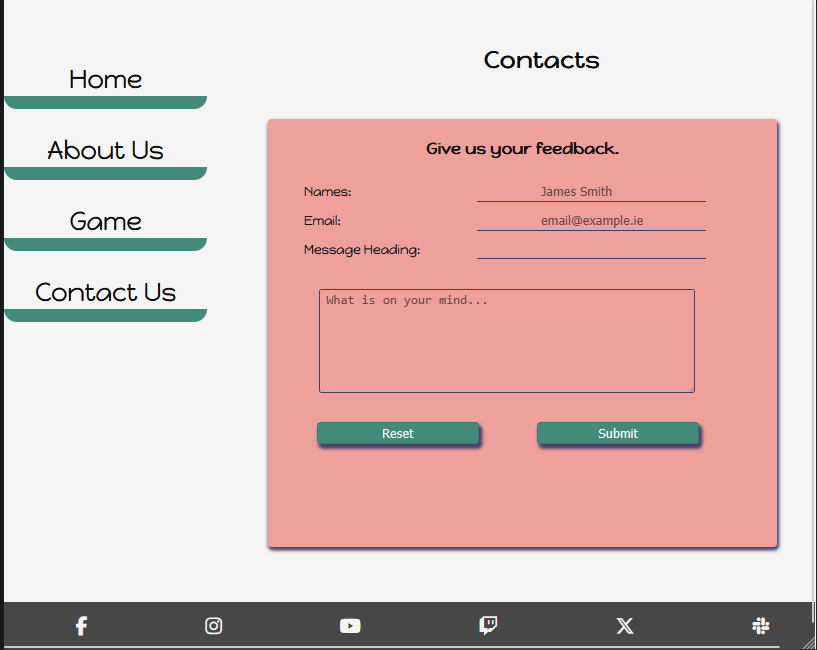 Contacts
Home
About Us
Game
Contact Us
Give us your feedback.
Names: James Smith
Email: email@example.ie
Message Heading:
What is on your mind...
Reset Submit